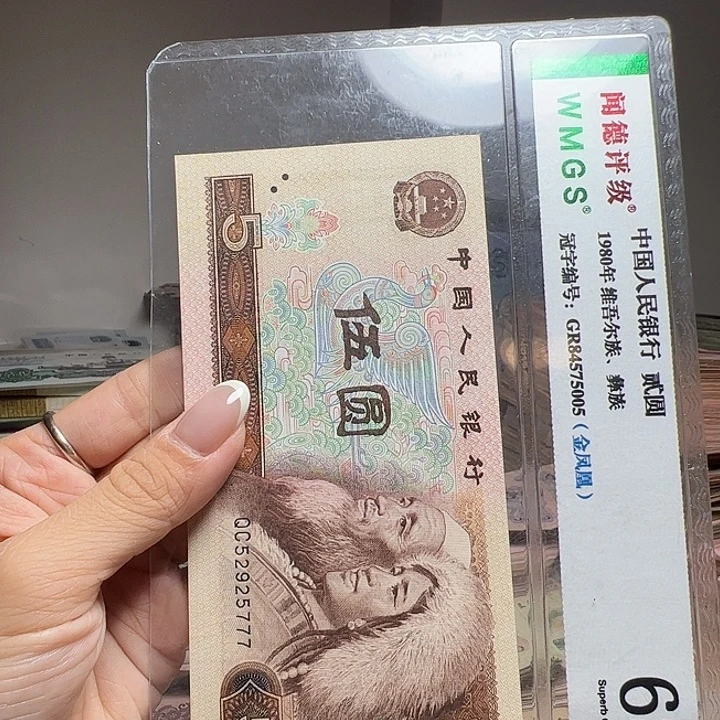 闻德评级®
WMGS®
中国人民银行 贰圆
1980年 维吾尔族、彝族
冠字编号：GR84575005（金凤凰）
6
Superb
中国人民银行
伍圆
5
QC52925777